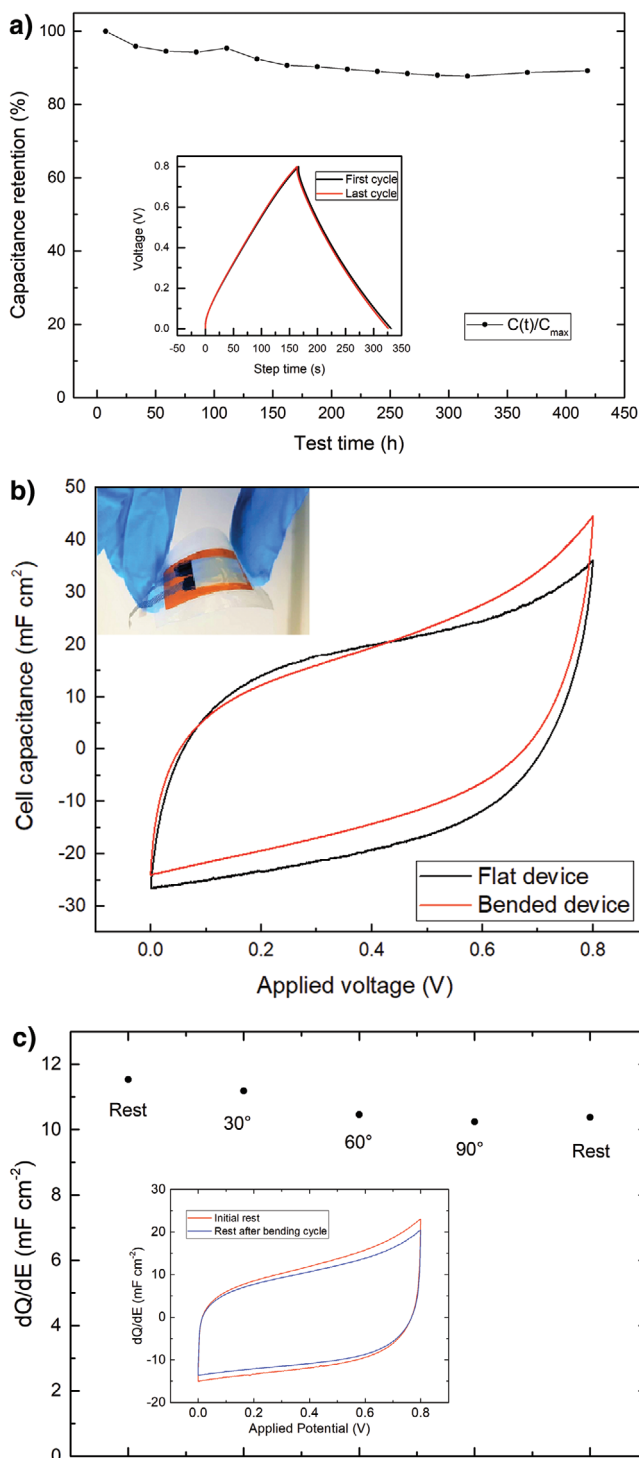 a)
100
80
60
40
20
0
Capacitance retention (%)
0 50 100 150 200 250 300 350 400 450
Test time (h)
C(t)/Cmax
0.8
0.6
0.4
0.2
0.0
Voltage (V)
-50 0 50 100 150 200 250 300 350
Step time (s)
First cycle
Last cycle
b)
50
40
30
20
10
0
-10
-20
-30
Cell capacitance (mF cm²)
0.0 0.2 0.4 0.6 0.8
Applied voltage (V)
Flat device
Bended device
c)
12
10
8
6
4
2
0
dQ/dE (mF cm⁻²)
Rest
30°
60°
90°
Rest
30
20
10
0
-10
-20
dQ/dE (mF cm⁻²)
0.0 0.2 0.4 0.6 0.8
Applied Potential (V)
Initial rest
Rest after bending cycle